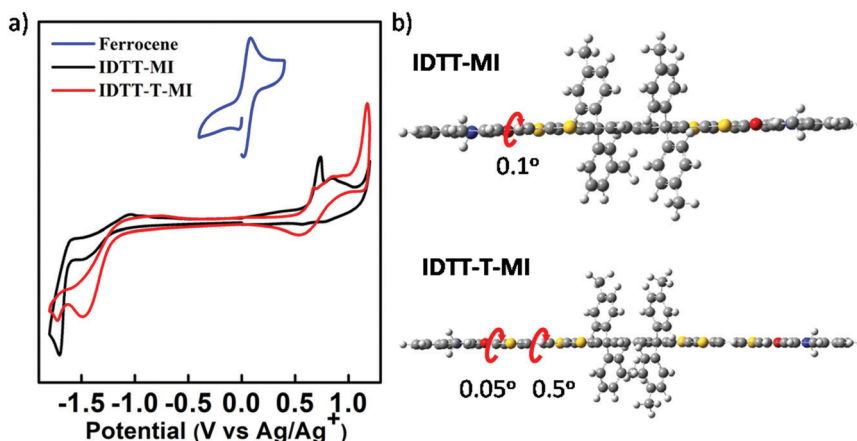 a)
Ferrocene
IDTT-MI
IDTT-T-MI
-1.5 -1.0 -0.5 0.0 0.5 1.0
Potential (V vs Ag/Ag+)
b)
IDTT-MI
0.1°
IDTT-T-MI
0.05° 0.5°